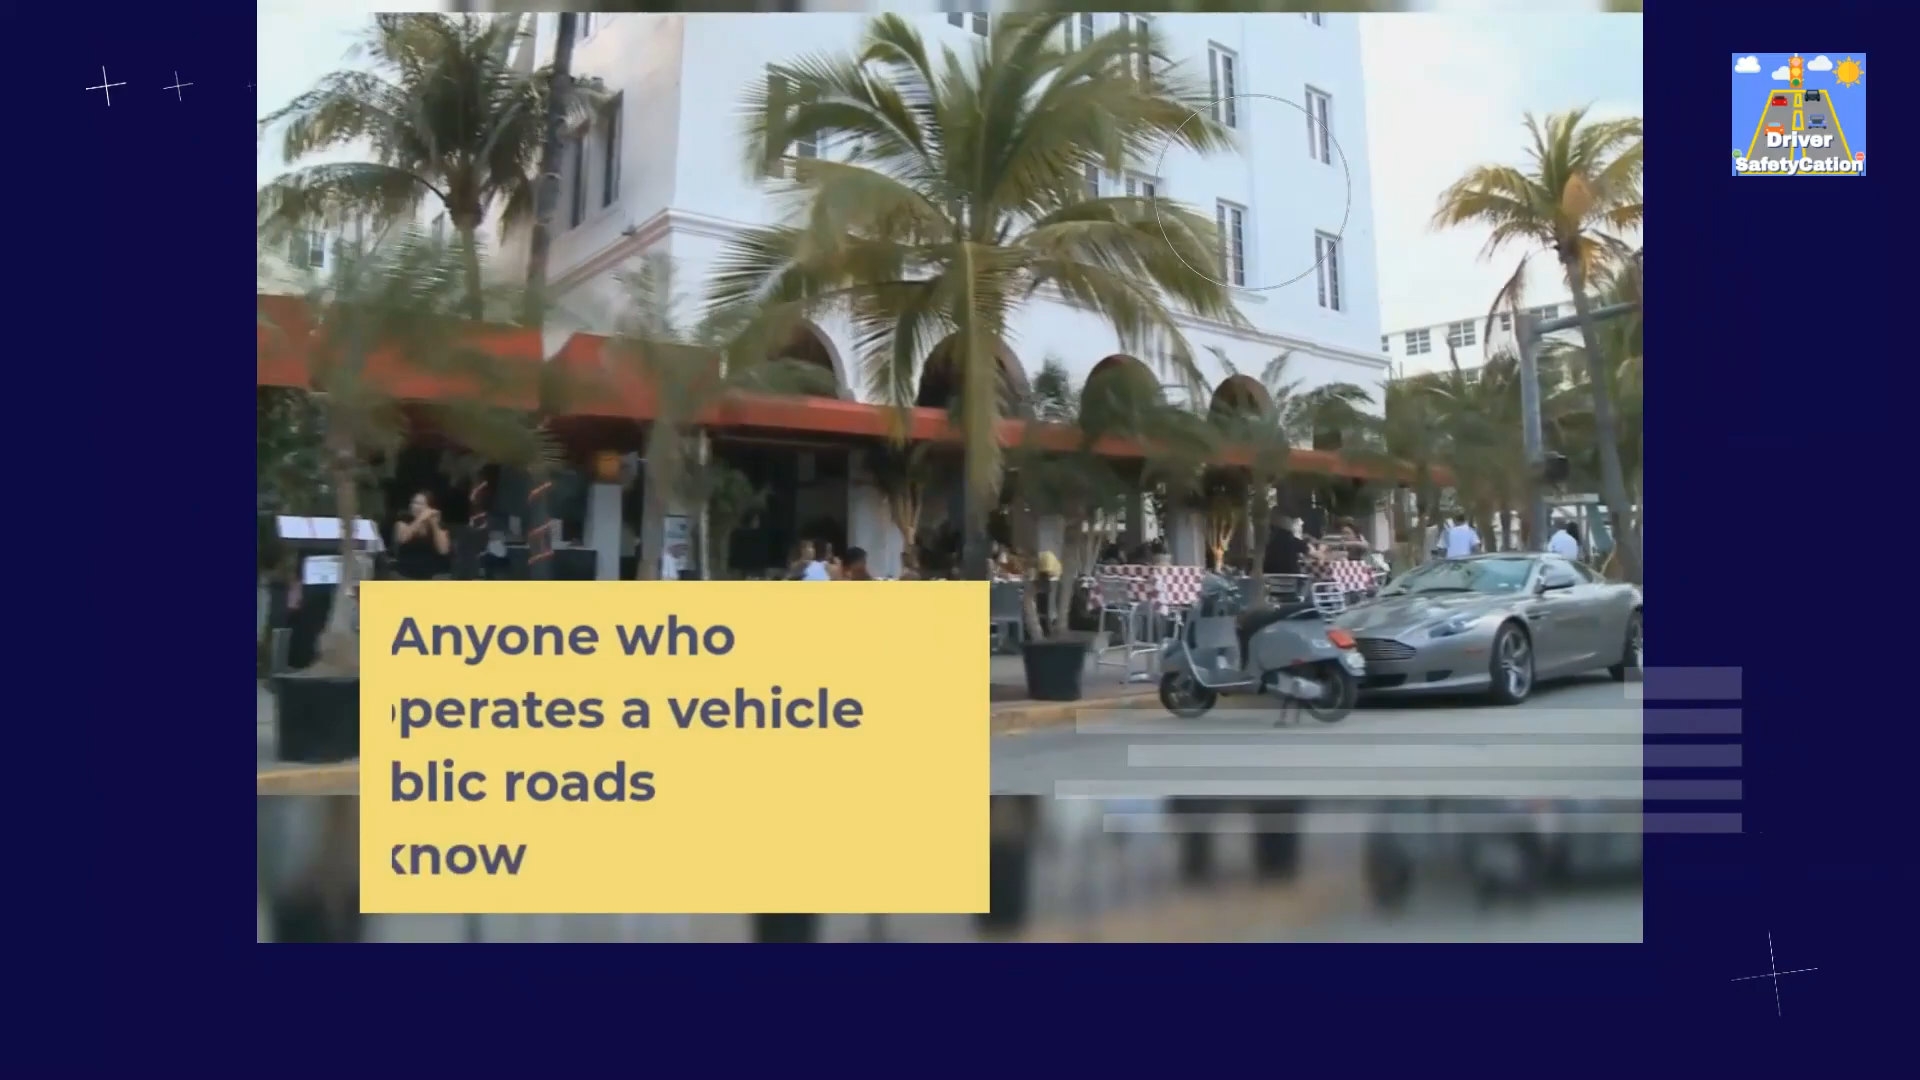 Driver
SafetyCation
Anyone who
perates a vehicle
blic roads
know